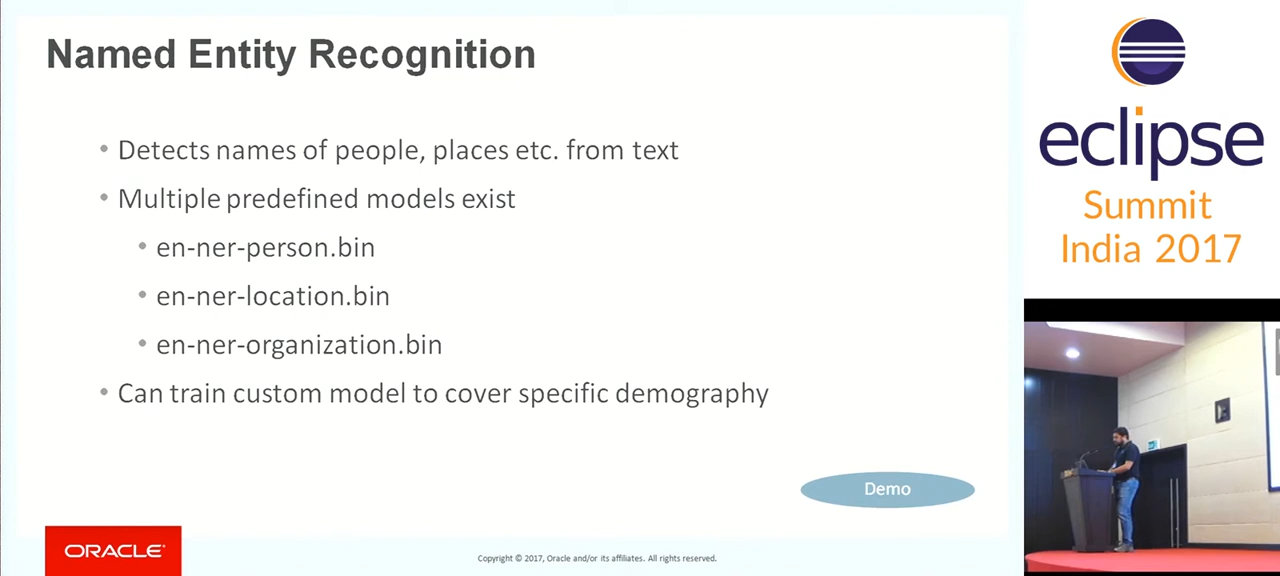 Named Entity Recognition
• Detects names of people, places etc. from text
• Multiple predefined models exist
• en-ner-person.bin
• en-ner-location.bin
• en-ner-organization.bin
• Can train custom model to cover specific demography
Demo
ORACLE
Copyright © 2017, Oracle and/or its affiliates. All rights reserved.
eclipse
Summit
India 2017